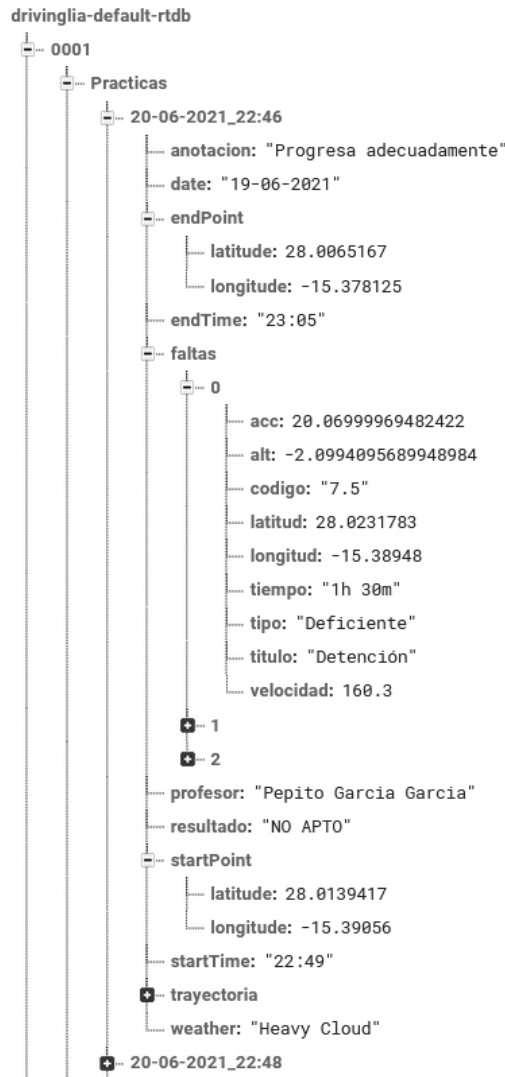 drivinglia-default-rtdb
0001
Practicas
20-06-2021_22:46
anotacion: "Progresa adecuadamente"
date: "19-06-2021"
endPoint
latitude: 28.0065167
longitude: -15.378125
endTime: "23:05"
faltas
0
acc: 20.06999969482422
alt: -2.0994095689948984
codigo: "7.5"
latitud: 28.0231783
longitud: -15.38948
tiempo: "1h 30m"
tipo: "Deficiente"
titulo: "Detención"
velocidad: 160.3
1
2
profesor: "Pepito Garcia Garcia"
resultado: "NO APTO"
startPoint
latitude: 28.0139417
longitude: -15.39056
startTime: "22:49"
trayectoria
weather: "Heavy Cloud"
20-06-2021_22:48